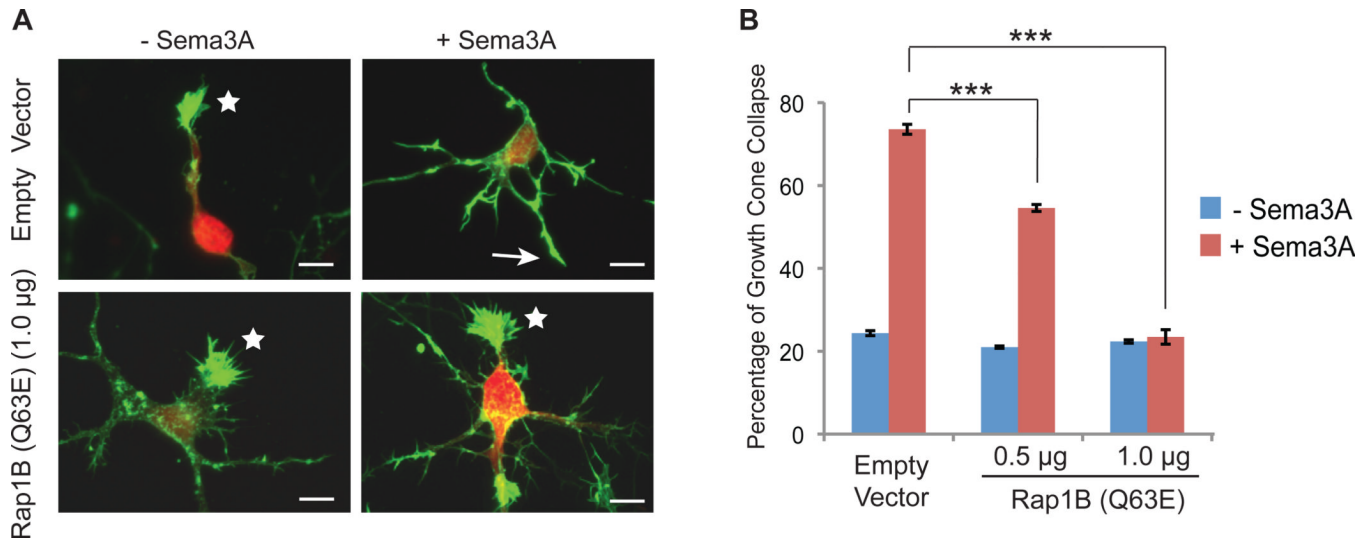 A
- Sema3A
+ Sema3A
Empty Vector
Rap1B (Q63E) (1.0 µg)
B
Percentage of Growth Cone Collapse
80
60
40
20
0
***
***
- Sema3A
+ Sema3A
Empty
Vector
0.5 µg
1.0 µg
Rap1B (Q63E)